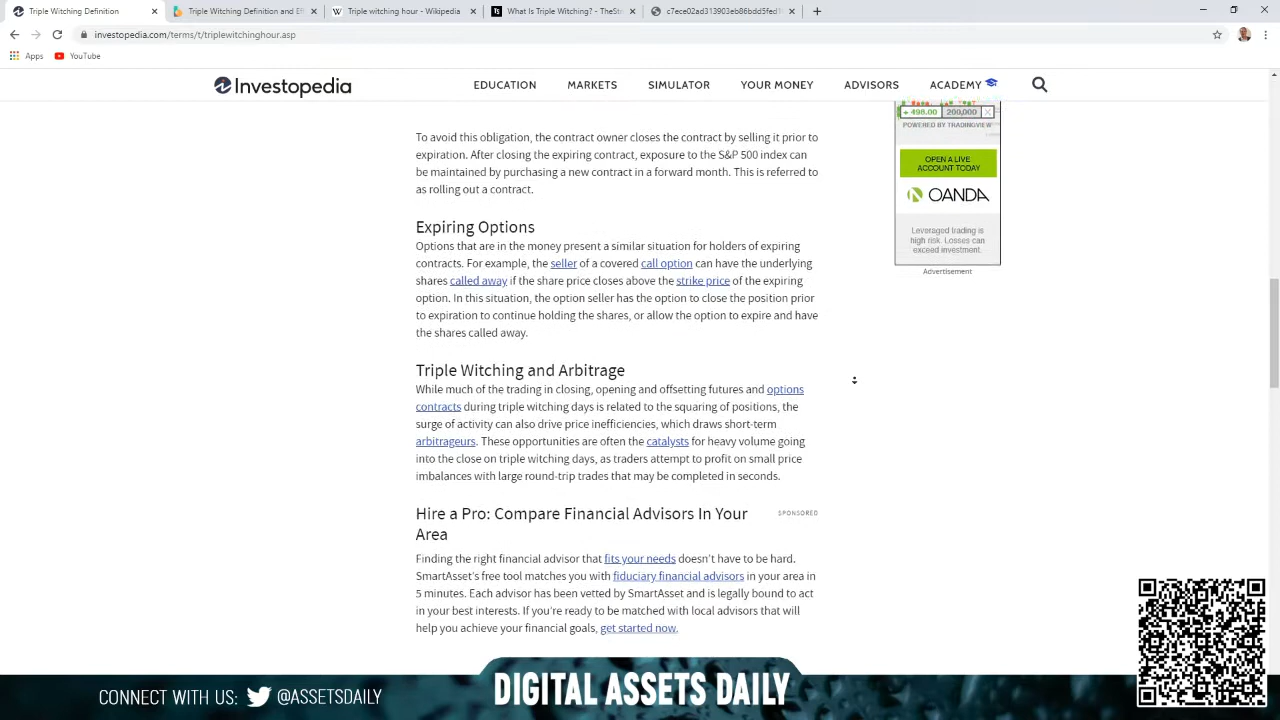 Triple Witching Definition
Bing COVID-19 Tracker
Triple witching hour - Wikipedia
What Is Triple Witching? - TheStr
c7ece02ad313903eb86bdd5fed1
investopedia.com/terms/t/triplewitchinghour.asp
Apps
YouTube
Investopedia
EDUCATION
MARKETS
SIMULATOR
YOUR MONEY
ADVISORS
ACADEMY
+ 498.00
200,000
POWERED BY TRADINGVIEW
OPEN A LIVE
ACCOUNT TODAY
OANDA
Leveraged trading is
high risk. Losses can
exceed investment.
Advertisement
To avoid this obligation, the contract owner closes the contract by selling it prior to
expiration. After closing the expiring contract, exposure to the S&P 500 index can
be maintained by purchasing a new contract in a forward month. This is referred to
as rolling out a contract.
Expiring Options
Options that are in the money present a similar situation for holders of expiring
contracts. For example, the seller of a covered call option can have the underlying
shares called away if the share price closes above the strike price of the expiring
option. In this situation, the option seller has the option to close the position prior
to expiration to continue holding the shares, or allow the option to expire and have
the shares called away.
Triple Witching and Arbitrage
While much of the trading in closing, opening and offsetting futures and options
contracts during triple witching days is related to the squaring of positions, the
surge of activity can also drive price inefficiencies, which draws short-term
arbitrageurs. These opportunities are often the catalysts for heavy volume going
into the close on triple witching days, as traders attempt to profit on small price
imbalances with large round-trip trades that may be completed in seconds.
Hire a Pro: Compare Financial Advisors In Your
Area
SPONSORED
Finding the right financial advisor that fits your needs doesn't have to be hard.
SmartAsset's free tool matches you with fiduciary financial advisors in your area in
5 minutes. Each advisor has been vetted by SmartAsset and is legally bound to act
in your best interests. If you're ready to be matched with local advisors that will
help you achieve your financial goals, get started now.
CONNECT WITH US: @ASSETSDAILY
DIGITAL ASSETS DAILY